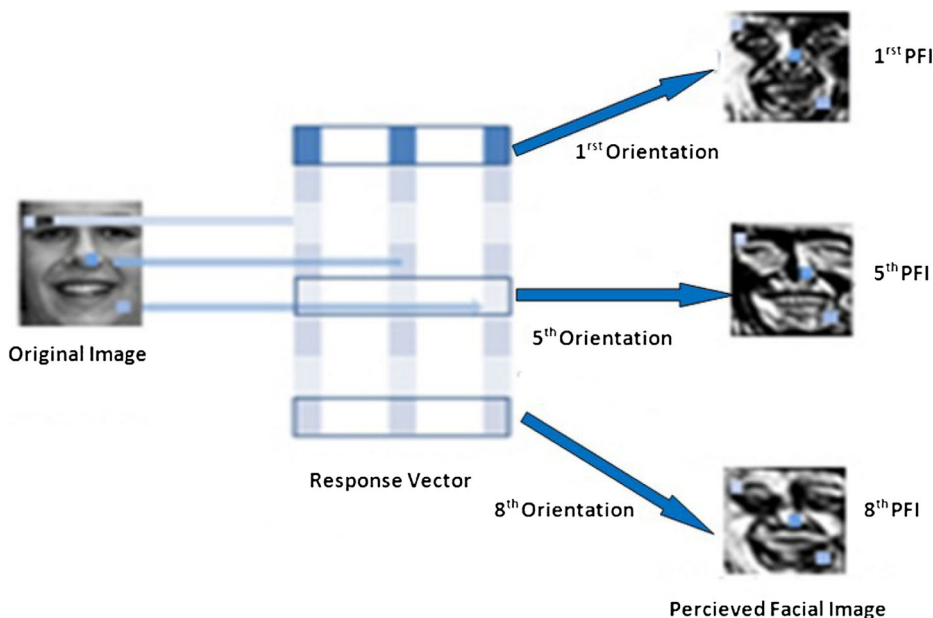 1rst PFI
1rst Orientation
5th PFI
5th Orientation
Original Image
Response Vector
8th Orientation
8th PFI
Percieved Facial Image